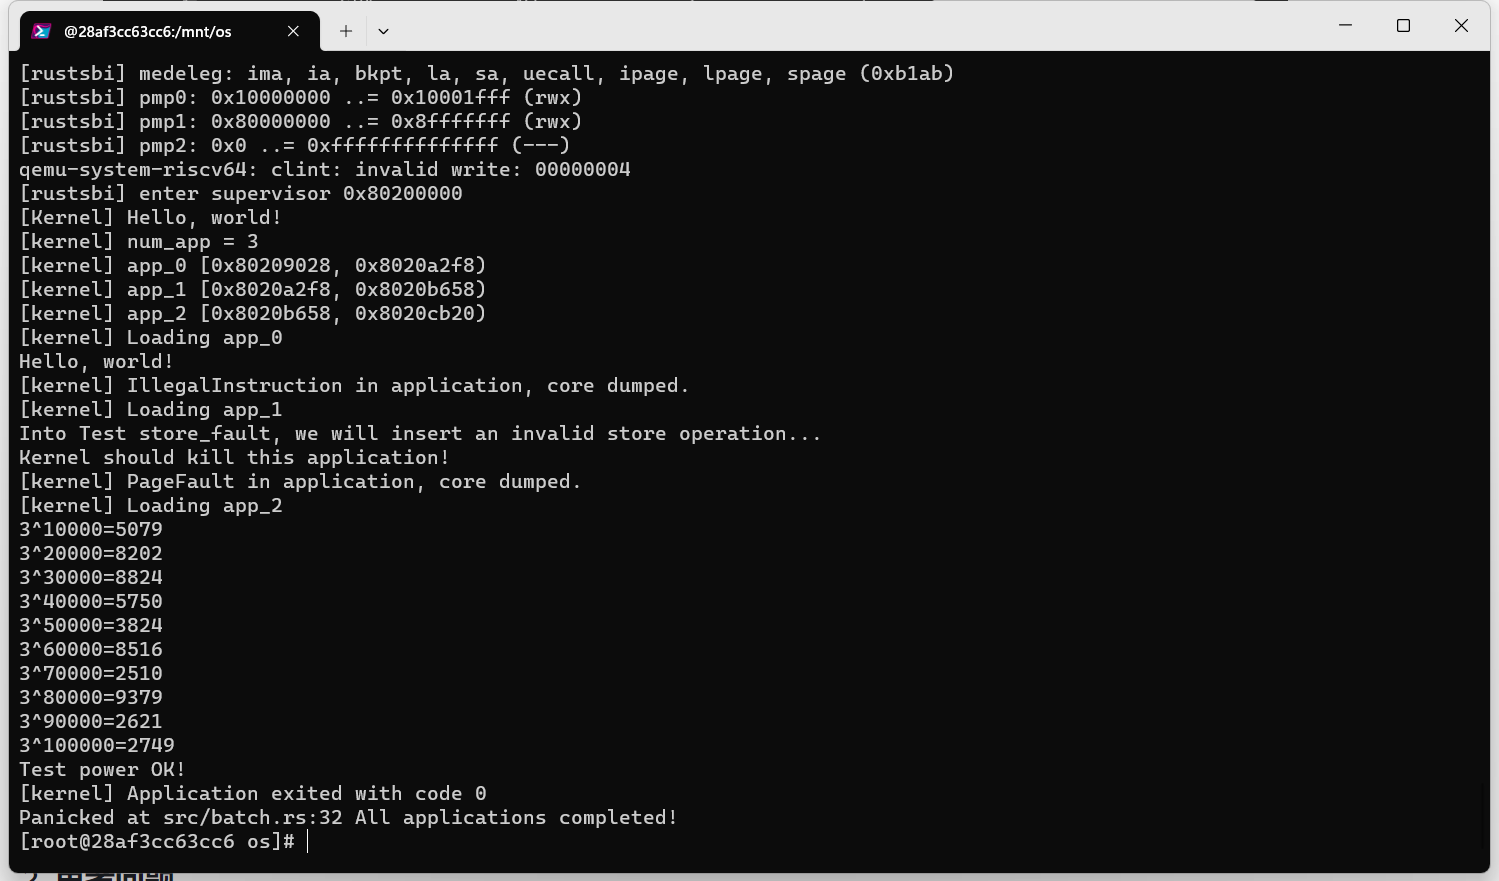 @28af3cc63cc6:/mnt/os
[rustsbi] medeleg: ima, ia, bkpt, la, sa, uecall, ipage, lpage, spage (0xb1ab)
[rustsbi] pmp0: 0x10000000 ..= 0x10001fff (rwx)
[rustsbi] pmp1: 0x80000000 ..= 0x8fffffff (rwx)
[rustsbi] pmp2: 0x0 ..= 0xffffffffffffff (---)
qemu-system-riscv64: clint: invalid write: 00000004
[rustsbi] enter supervisor 0x80200000
[Kernel] Hello, world!
[kernel] num_app = 3
[kernel] app_0 [0x80209028, 0x8020a2f8)
[kernel] app_1 [0x8020a2f8, 0x8020b658)
[kernel] app_2 [0x8020b658, 0x8020cb20)
[kernel] Loading app_0
Hello, world!
[kernel] IllegalInstruction in application, core dumped.
[kernel] Loading app_1
Into Test store_fault, we will insert an invalid store operation...
Kernel should kill this application!
[kernel] PageFault in application, core dumped.
[kernel] Loading app_2
3^10000=5079
3^20000=8202
3^30000=8824
3^40000=5750
3^50000=3824
3^60000=8516
3^70000=2510
3^80000=9379
3^90000=2621
3^100000=2749
Test power OK!
[kernel] Application exited with code 0
Panicked at src/batch.rs:32 All applications completed!
[root@28af3cc63cc6 os]#